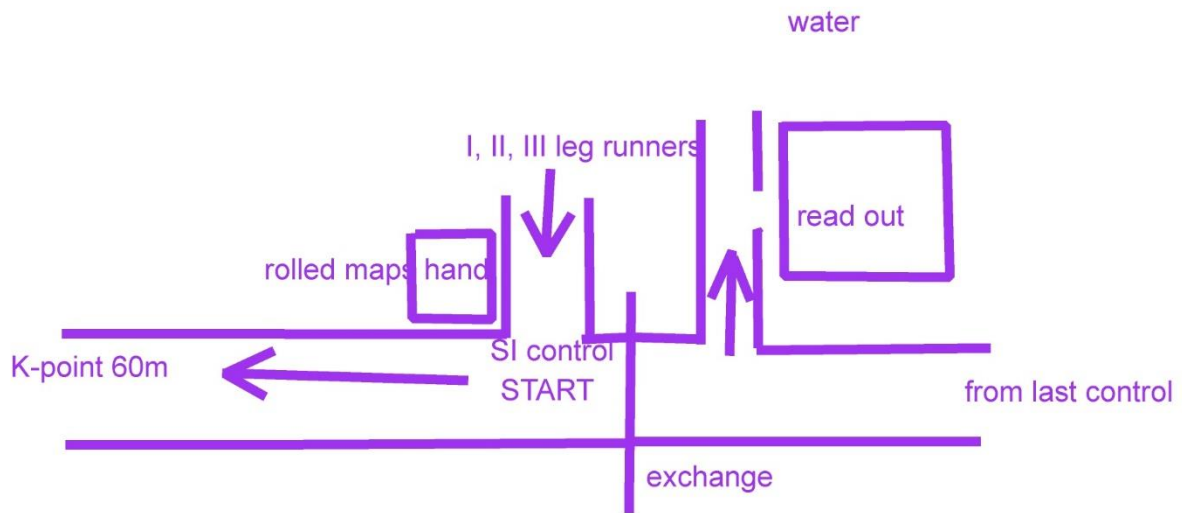 water
I, II, III leg runners
read out
rolled maps hand
SI control
START
K-point 60m
from last control
exchange